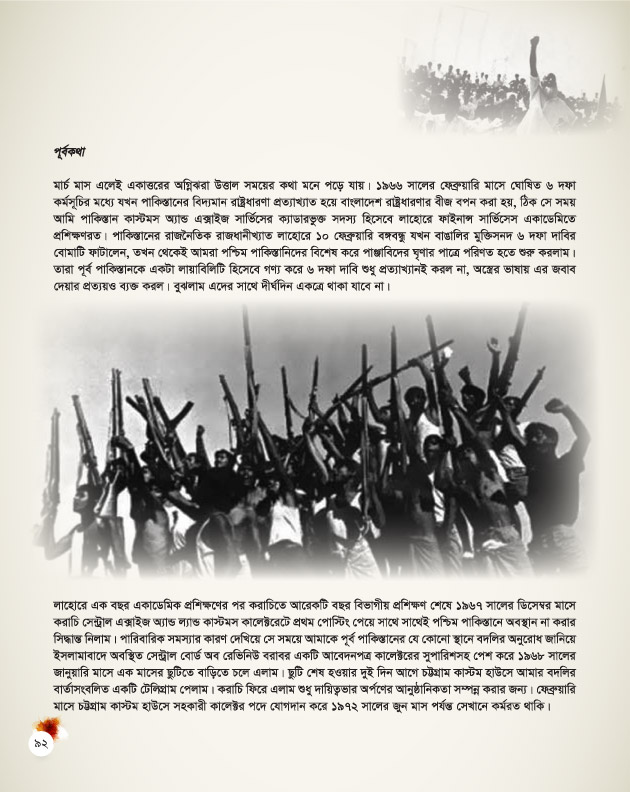 পূর্বকথা
মার্চ মাস এলেই একাত্তরের অগ্নিঝরা উত্তাল সময়ের কথা মনে পড়ে যায়। ১৯৬৬ সালের ফেব্রুয়ারি মাসে ঘোষিত ৬ দফা
কর্মসূচির মধ্যে যখন পাকিস্তানের বিদ্যমান রাষ্ট্রধারণা প্রত্যাখ্যাত হয়ে বাংলাদেশ রাষ্ট্রধারণার বীজ বপন করা হয়, ঠিক সে সময়
আমি পাকিস্তান কাস্টমস অ্যান্ড এক্সাইজ সার্ভিসের ক্যাডারভুক্ত সদস্য হিসেবে লাহোরে ফাইনান্স সার্ভিসেস একাডেমিতে
প্রশিক্ষণরত। পাকিস্তানের রাজনৈতিক রাজধানীখ্যাত লাহোরে ১০ ফেব্রুয়ারি বঙ্গবন্ধু যখন বাঙালির মুক্তিসনদ ৬ দফা দাবির
বোমাটি ফাটালেন, তখন থেকেই আমরা পশ্চিম পাকিস্তানিদের বিশেষ করে পাঞ্জাবিদের ঘৃণার পাত্রে পরিণত হতে শুরু করলাম।
তারা পূর্ব পাকিস্তানকে একটা লায়াবিলিটি হিসেবে গণ্য করে ৬ দফা দাবি শুধু প্রত্যাখ্যানই করল না, অস্ত্রের ভাষায় এর জবাব
দেয়ার প্রত্যয়ও ব্যক্ত করল। বুঝলাম এদের সাথে দীর্ঘদিন একত্রে থাকা যাবে না।
লাহোরে এক বছর একাডেমিক প্রশিক্ষণের পর করাচিতে আরেকটি বছর বিভাগীয় প্রশিক্ষণ শেষে ১৯৬৭ সালের ডিসেম্বর মাসে
করাচি সেন্ট্রাল এক্সাইজ অ্যান্ড ল্যান্ড কাস্টমস কালেক্টরেটে প্রথম পোস্টিং পেয়ে সাথে সাথেই পশ্চিম পাকিস্তানে অবস্থান না করার
সিদ্ধান্ত নিলাম। পারিবারিক সমস্যার কারণ দেখিয়ে সে সময়ে আমাকে পূর্ব পাকিস্তানের যে কোনো স্থানে বদলির অনুরোধ জানিয়ে
ইসলামাবাদে অবস্থিত সেন্ট্রাল বোর্ড অব রেভিনিউ বরাবর একটি আবেদনপত্র কালেক্টরের সুপারিশসহ পেশ করে ১৯৬৮ সালের
জানুয়ারি মাসে এক মাসের ছুটিতে বাড়িতে চলে এলাম। ছুটি শেষ হওয়ার দুই দিন আগে চট্টগ্রাম কাস্টম হাউসে আমার বদলির
বার্তাসংবলিত একটি টেলিগ্রাম পেলাম। করাচি ফিরে এলাম শুধু দায়িত্বভার অর্পণের আনুষ্ঠানিকতা সম্পন্ন করার জন্য। ফেব্রুয়ারি
মাসে চট্টগ্রাম কাস্টম হাউসে সহকারী কালেক্টর পদে যোগদান করে ১৯৭২ সালের জুন মাস পর্যন্ত সেখানে কর্মরত থাকি।
৯২